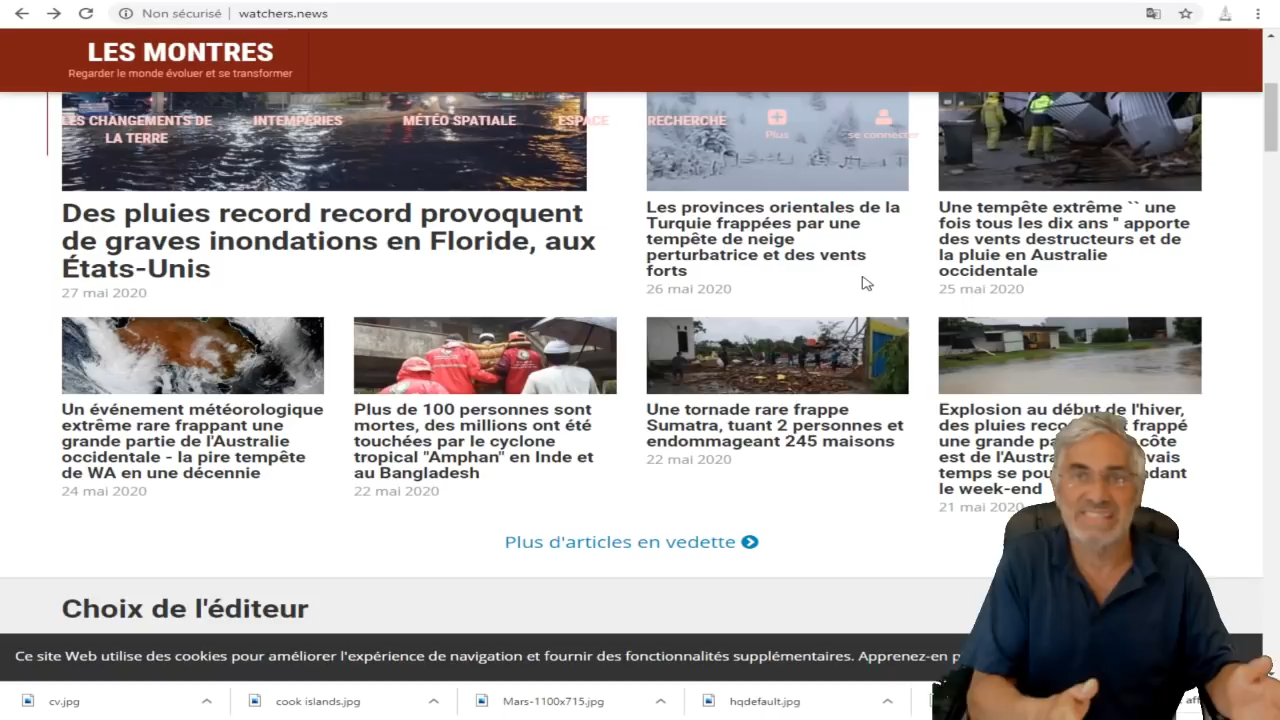 Non sécurisé | watchers.news
LES MONTRES
Regarder le monde évoluer et se transformer
LES CHANGEMENTS DE
LA TERRE
INTEMPÉRIES
MÉTÉO SPATIALE
ESPACE
RECHERCHE
Plus
se connecter
Des pluies record record provoquent
de graves inondations en Floride, aux
États-Unis
27 mai 2020
Les provinces orientales de la
Turquie frappées par une
tempête de neige
perturbatrice et des vents
forts
26 mai 2020
Une tempête extrême `` une
fois tous les dix ans " apporte
des vents destructeurs et de
la pluie en Australie
occidentale
25 mai 2020
Un événement météorologique
extrême rare frappant une
grande partie de l'Australie
occidentale - la pire tempête
de WA en une décennie
24 mai 2020
Plus de 100 personnes sont
mortes, des millions ont été
touchées par le cyclone
tropical "Amphan" en Inde et
au Bangladesh
22 mai 2020
Une tornade rare frappe
Sumatra, tuant 2 personnes et
endommageant 245 maisons
22 mai 2020
Explosion au début de l'hiver,
des pluies frappé
une grande côte
est de
temps se
le week-end
21 mai 2020
Plus d'articles en vedette
Choix de l'éditeur
Ce site Web utilise des cookies pour améliorer l'expérience de navigation et fournir des fonctionnalités supplémentaires. Apprenez-en
cv.jpg
cook islands.jpg
Mars-1100x715.jpg
hqdefault.jpg